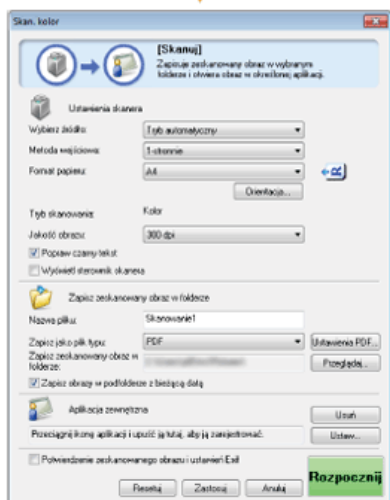 Skan. kolor
[Skanuj]
Zapisuje zeskanowany obraz w wybranym
folderze i otwiera obraz w określonej aplikacji.
Ustawienia skanera
Wybierz źródło: Tryb automatyczny
Metoda wejściowa: 1-stronnie
Format papieru: A4
Orientacja...
Tryb skanowania: Kolor
Jakość obrazu: 300 dpi
Popraw czarny tekst
Wyświetl sterownik skanera
Zapisz zeskanowany obraz w folderze
Nazwa pliku: Skanowanie1
Zapisz jako plik typu: PDF Ustawienia PDF...
Zapisz zeskanowany obraz w
folderze: Przeglądaj...
Zapisz obrazy w podfolderze z bieżącą datą
Aplikacja zewnętrzna Usuń
Przeciągnij ikonę aplikacji i upuść ją tutaj, aby ją zarejestrować. Ustaw...
Potwierdzenie zeskanowanego obrazu i ustawień Exif
Resetuj Zastosuj Anuluj Rozpocznij